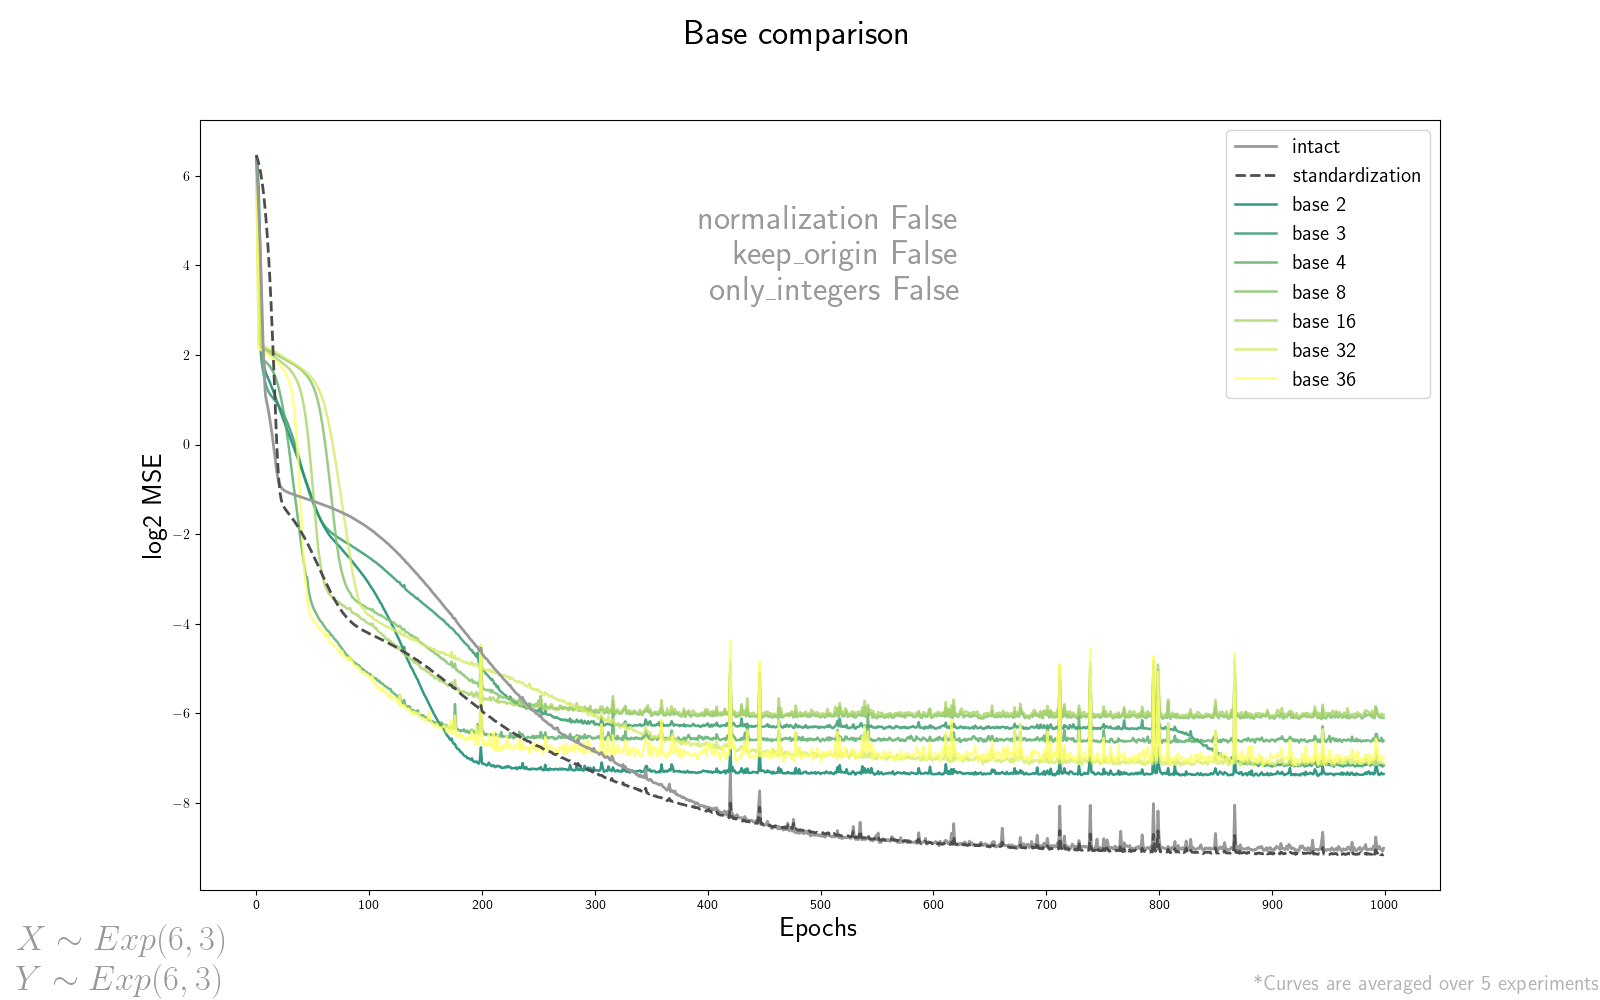 Base comparison
6
4
2
0
−2
−4
−6
−8
log2 MSE
normalization False
keep_origin False
only_integers False
intact
standardization
base 2
base 3
base 4
base 8
base 16
base 32
base 36
0 100 200 300 400 500 600 700 800 900 1000
Epochs
X ∼ Exp(6, 3)
Y ∼ Exp(6, 3)
*Curves are averaged over 5 experiments